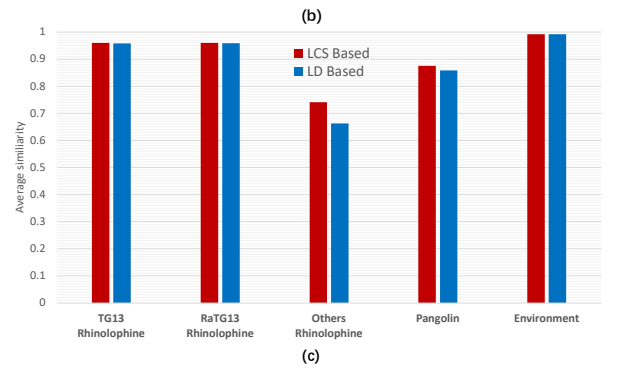 (b)
1
0.9
0.8
0.7
0.6
0.5
0.4
0.3
0.2
0.1
0
Average similiarity
LCS Based
LD Based
TG13
Rhinolophine
RaTG13
Rhinolophine
Others
Rhinolophine
Pangolin
Environment
(c)